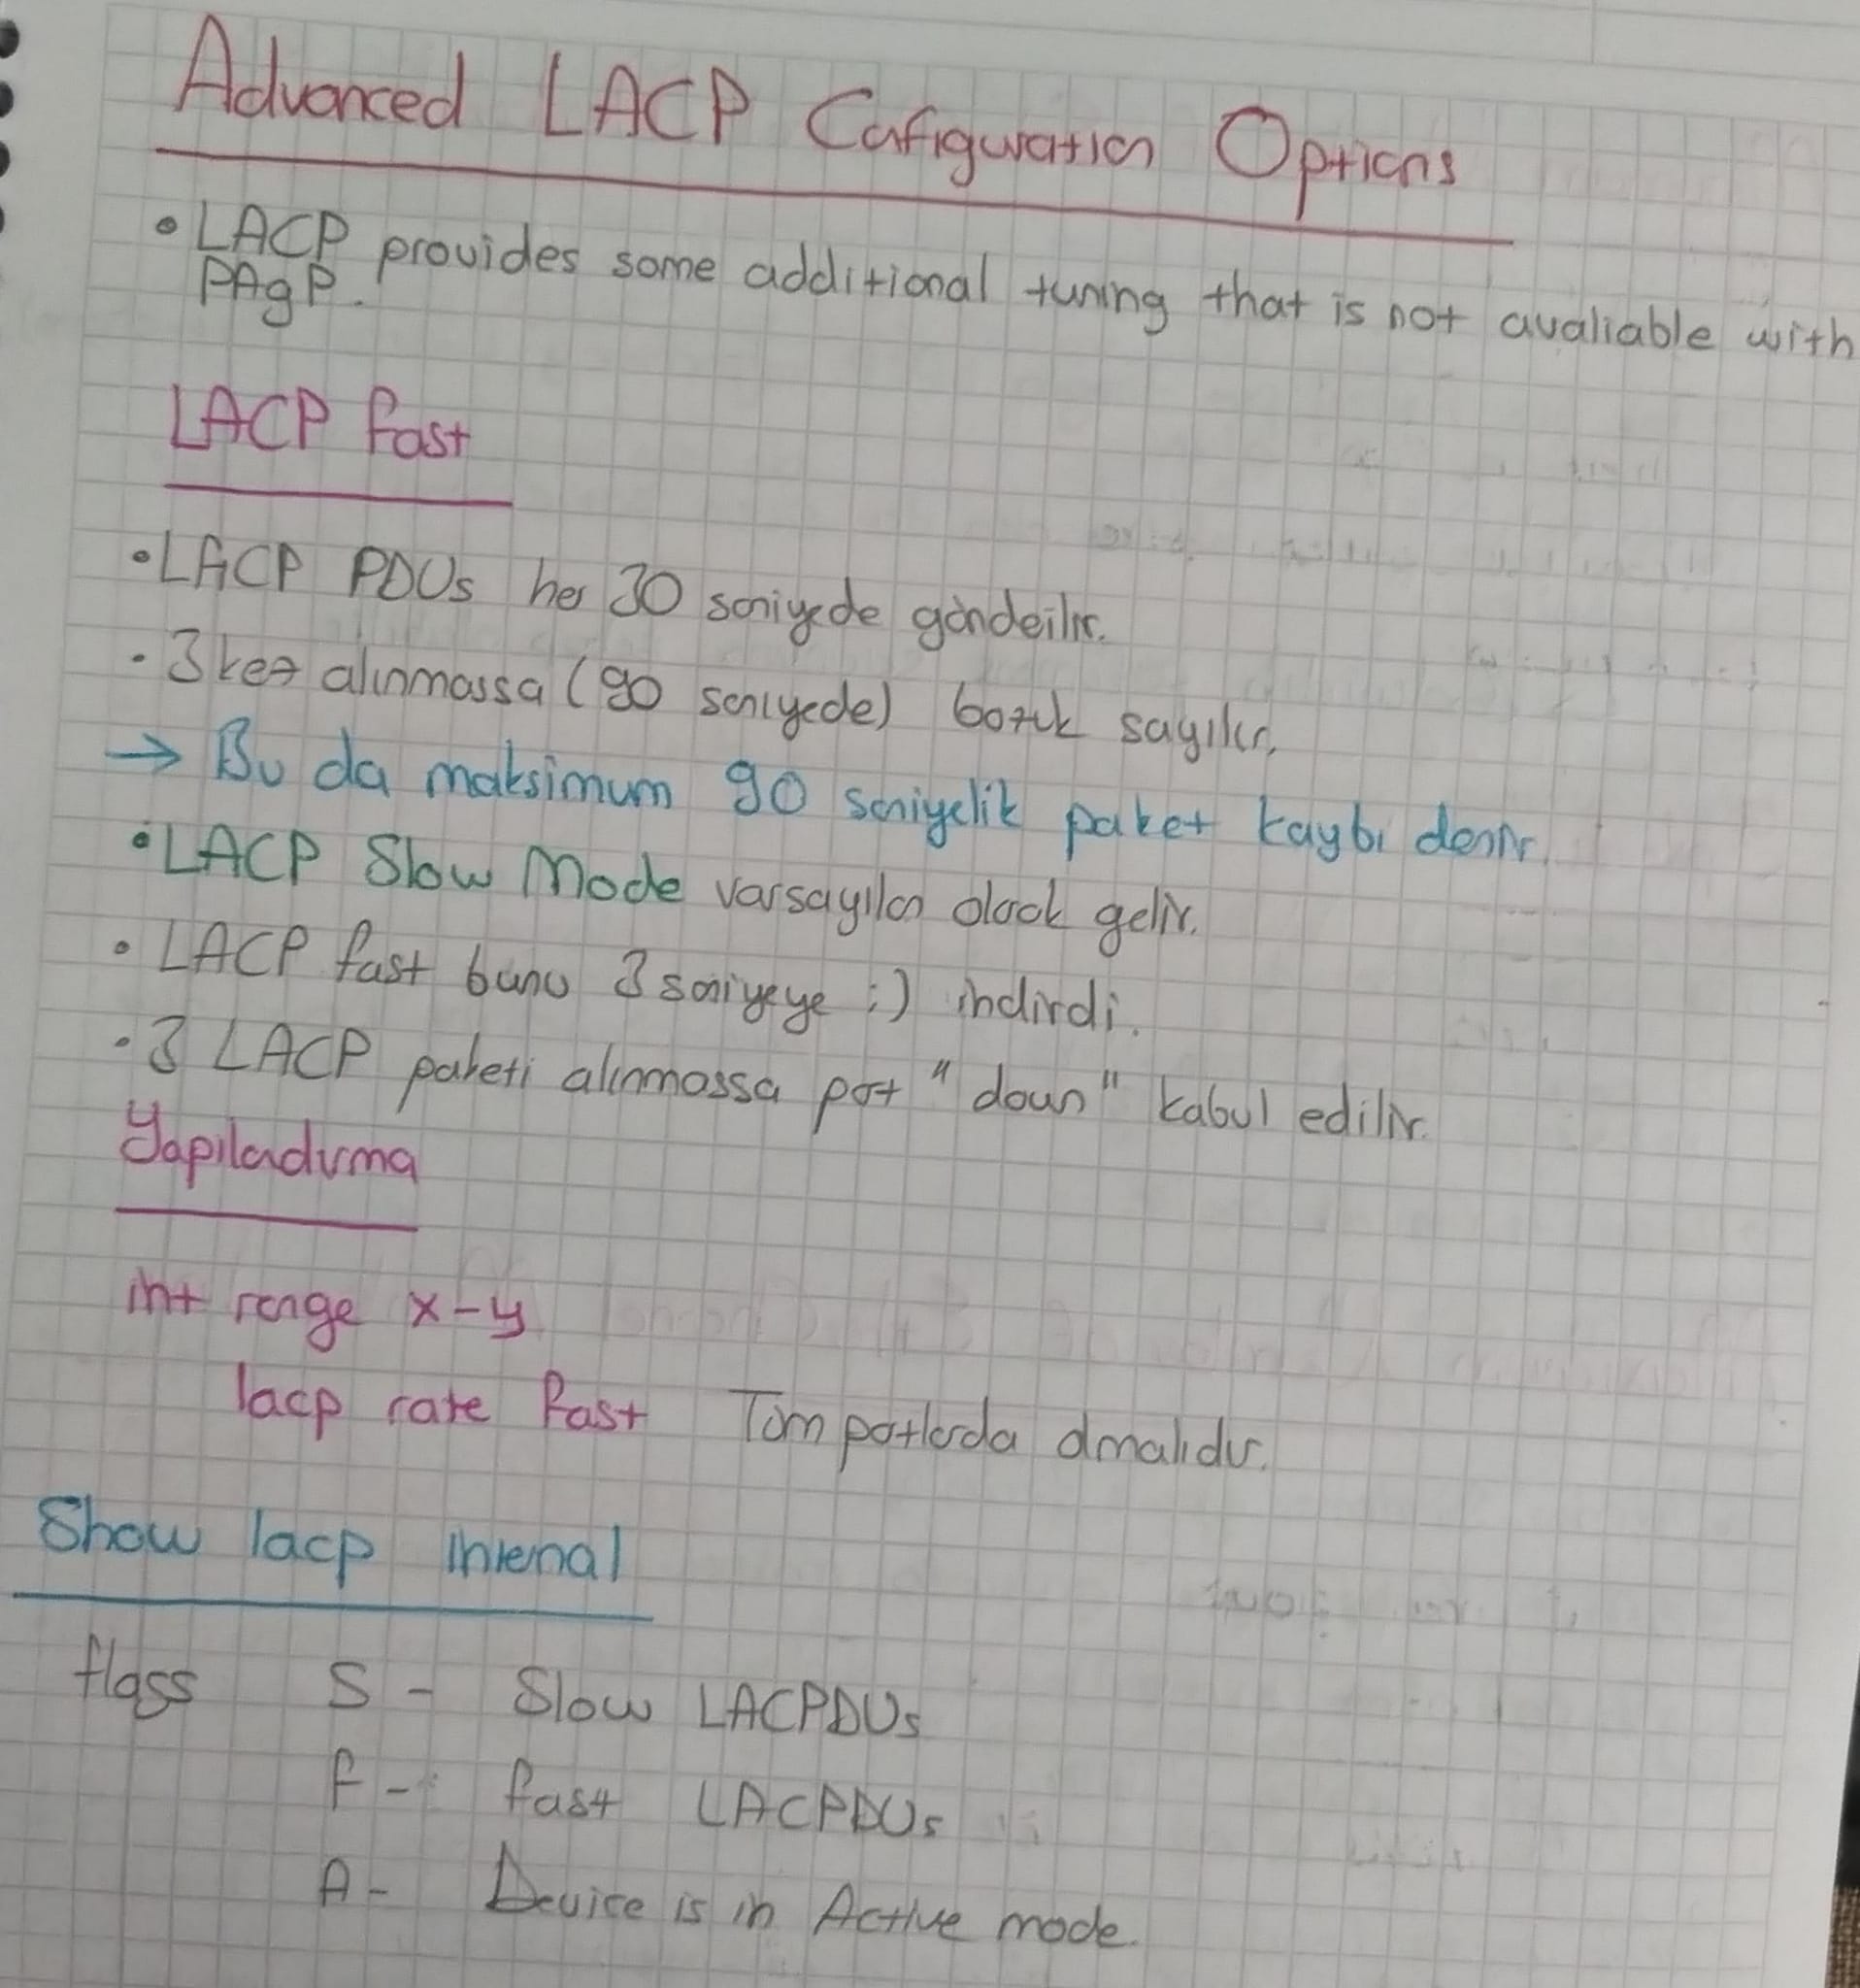 Advanced LACP Cofiguration Options
• LACP provides some additional tuning that is not avaliable with
PAgP.
LACP fast
• LACP PDUs her 30 saniyede gönderilir.
• 3 kez alınmassa (90 saniyede) bozuk sayılır.
→ Bu da maksimum 90 saniyelik paket kaybı denir.
• LACP Slow Mode varsayılan olarak gelir.
• LACP fast bunu 3 saniyeye :) indirdi.
• 3 LACP paketi alınmassa port "down" kabul edilir.
Yapılandırma
int range x-y
lacp rate fast Tüm portlarda olmalıdır.
Show lacp internal
flags S - Slow LACPDUs
F - fast LACPDUs
A - Device is in Active mode.